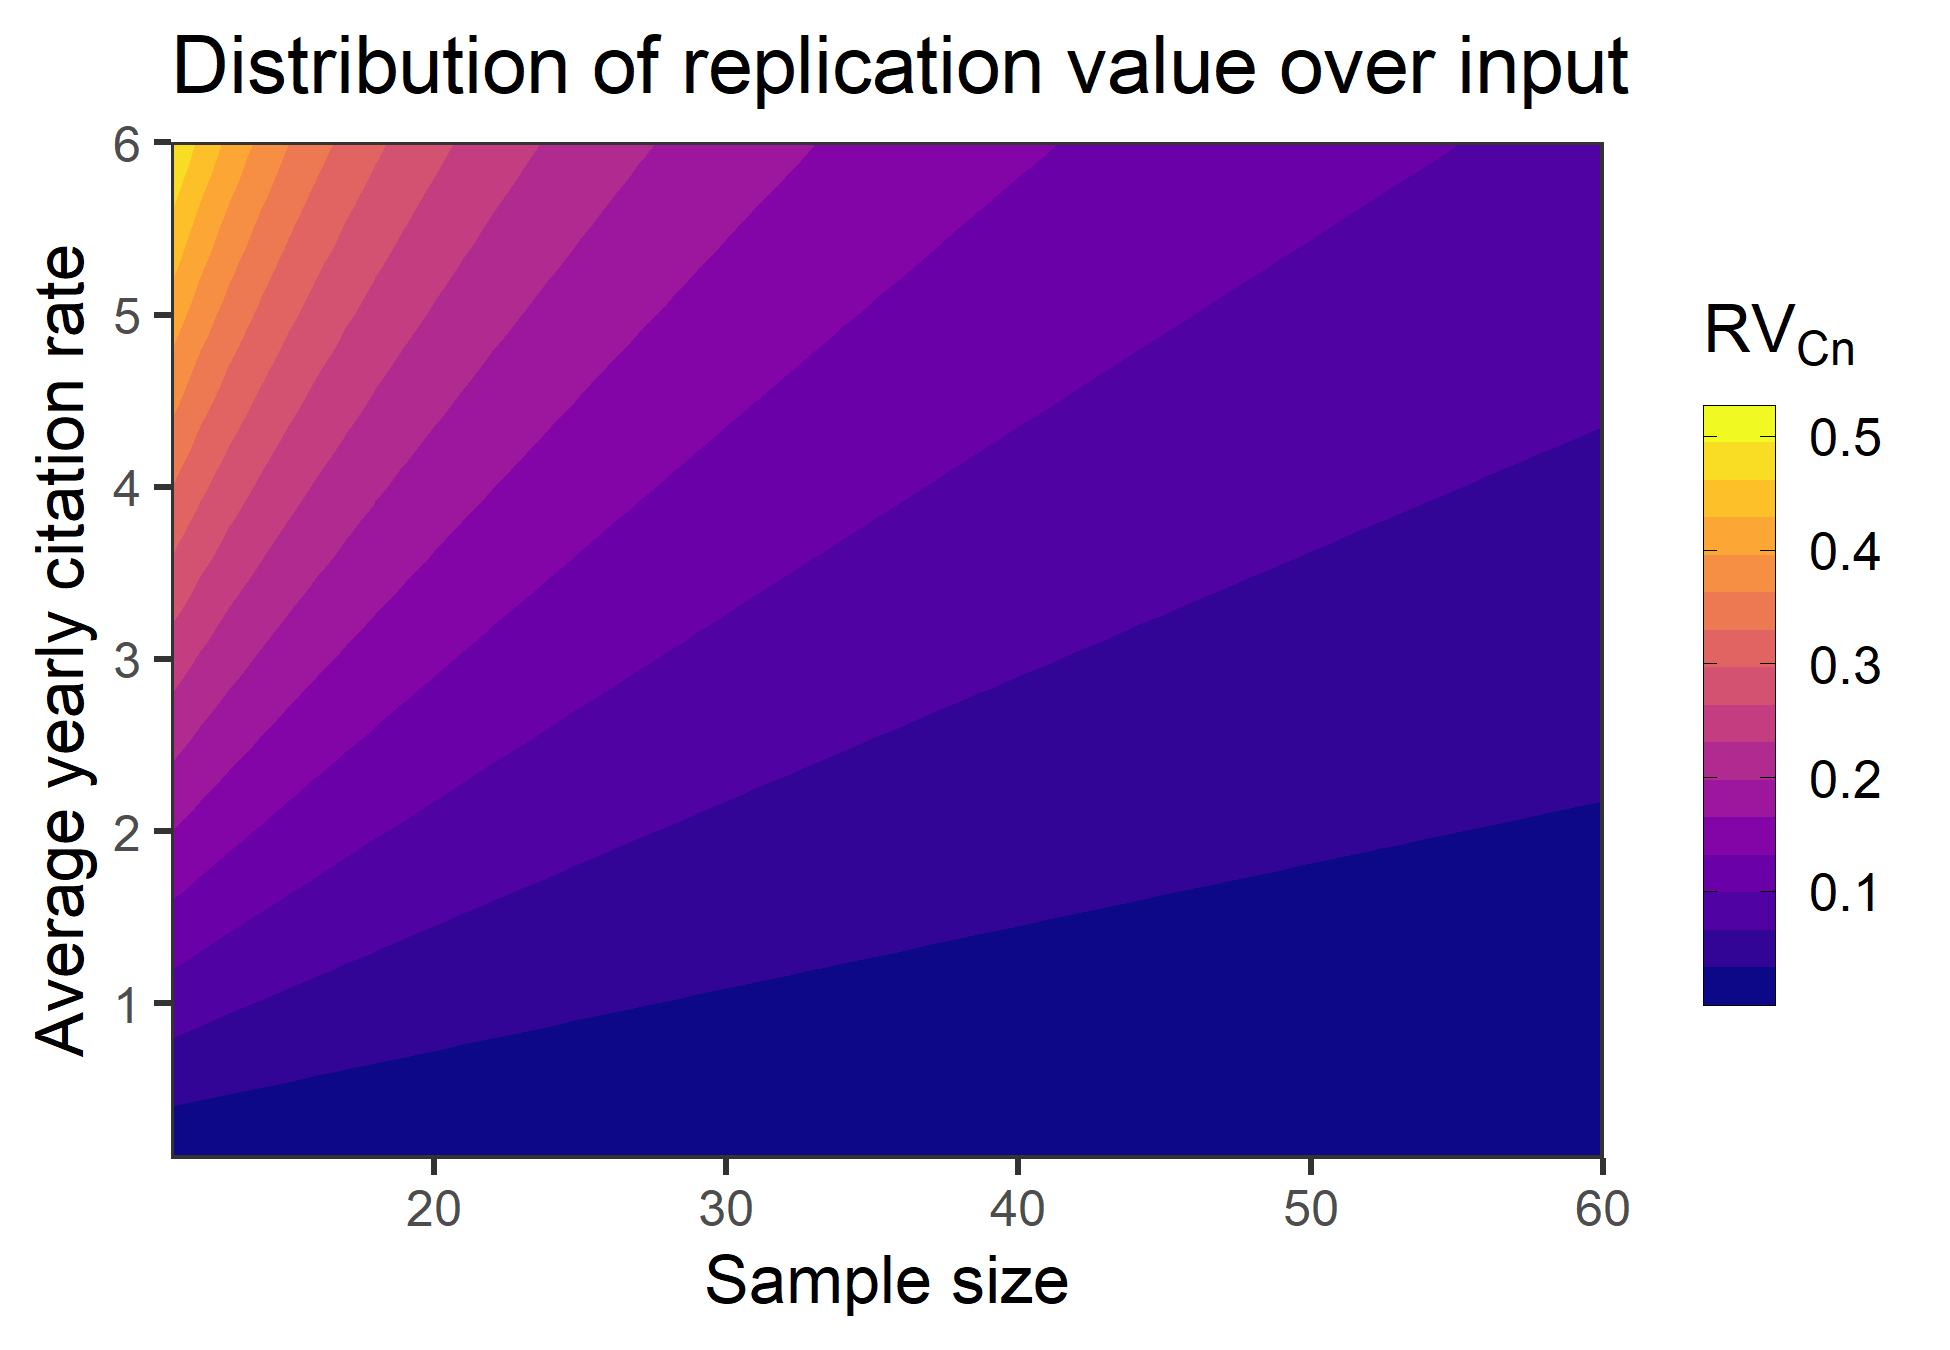 Distribution of replication value over input
Average yearly citation rate
6
5
4
3
2
1
20 30 40 50 60
Sample size
RVCn
0.5
0.4
0.3
0.2
0.1